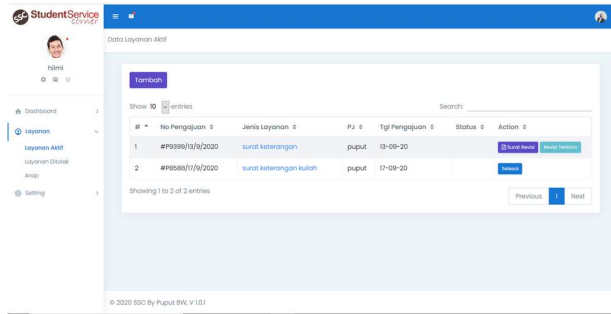 SSC StudentService
corner
Data Layanan Aktif
hilmi
Tambah
Show 10 entries Search:
Dashboard
Layanan
Layanan Aktif
Layanan Ditolak
Arsip
Setting
# No Pengajuan Jenis Layanan PJ Tgl Pengajuan Status Action
1 #P9399/13/9/2020 surat keterangan puput 13-09-20 Surat Revisi Revisi Terkirim
2 #P8588/17/9/2020 surat keterangan kuliah puput 17-09-20 Selesai
Showing 1 to 2 of 2 entries
Previous 1 Next
© 2020 SSC By Puput BW, V 1.0.1